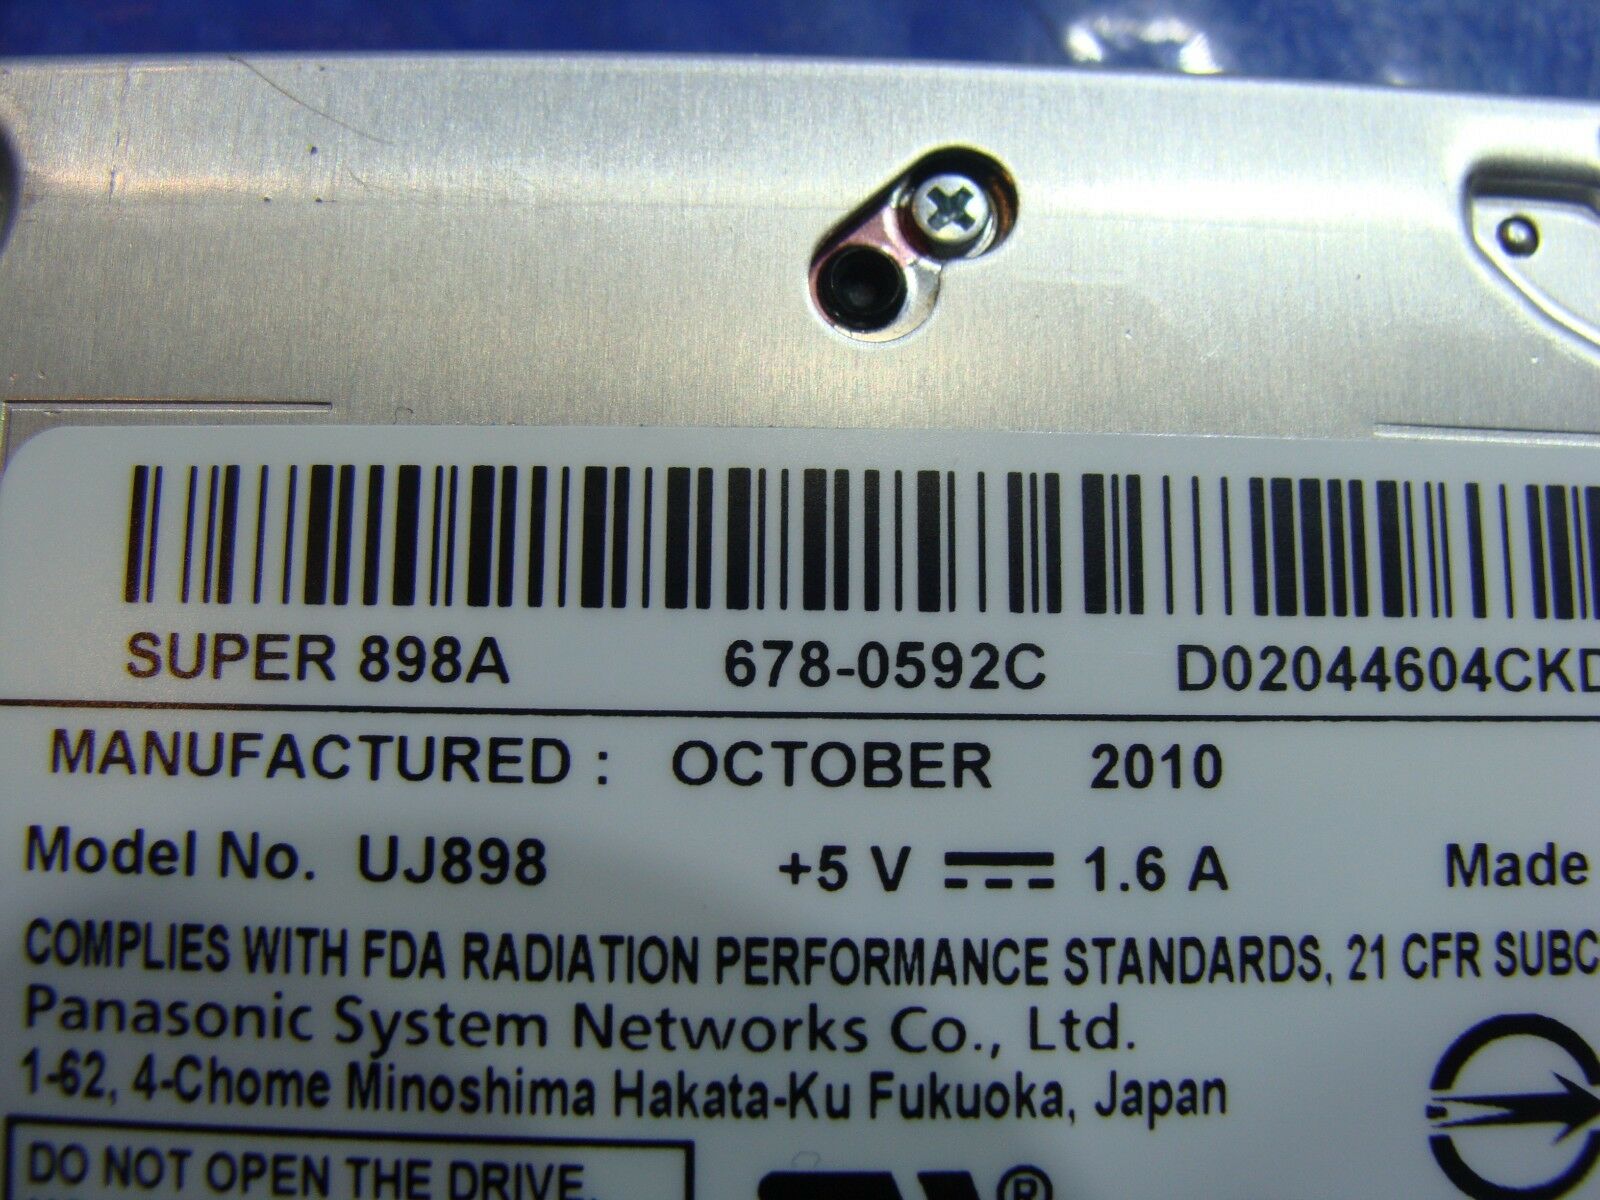 SUPER 898A 678-0592C D02044604CKD
MANUFACTURED : OCTOBER 2010
Model No. UJ898 +5 V 1.6 A Made
COMPLIES WITH FDA RADIATION PERFORMANCE STANDARDS, 21 CFR SUBC
Panasonic System Networks Co., Ltd.
1-62, 4-Chome Minoshima Hakata-Ku Fukuoka, Japan
DO NOT OPEN THE DRIVE.
®